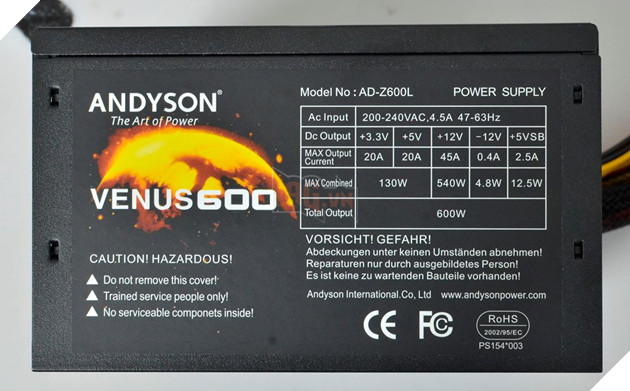 ANDYSON®
The Art of Power
VENUS600
CAUTION! HAZARDOUS!
▲ Do not remove this cover!
▲ Trained service people only!
▲ No serviceable componets inside!
Model No : AD-Z600L POWER SUPPLY
Ac Input 200-240VAC,4.5A 47-63Hz
Dc Output +3.3V +5V +12V −12V +5VSB
MAX Output Current 20A 20A 45A 0.4A 2.5A
MAX Combined 130W 540W 4.8W 12.5W
Total Output 600W
VORSICHT! GEFAHR!
Abdeckungen unter keinen Umständen abnehmen!
Reparaturen nur durch ausgebildetes Person!
Es ist keine zu wartenden Bauteile vorhanden!
Andyson International.Co, Ltd www.andysonpower.com
CE FC
RoHS
2002/95/EC
PS154*003